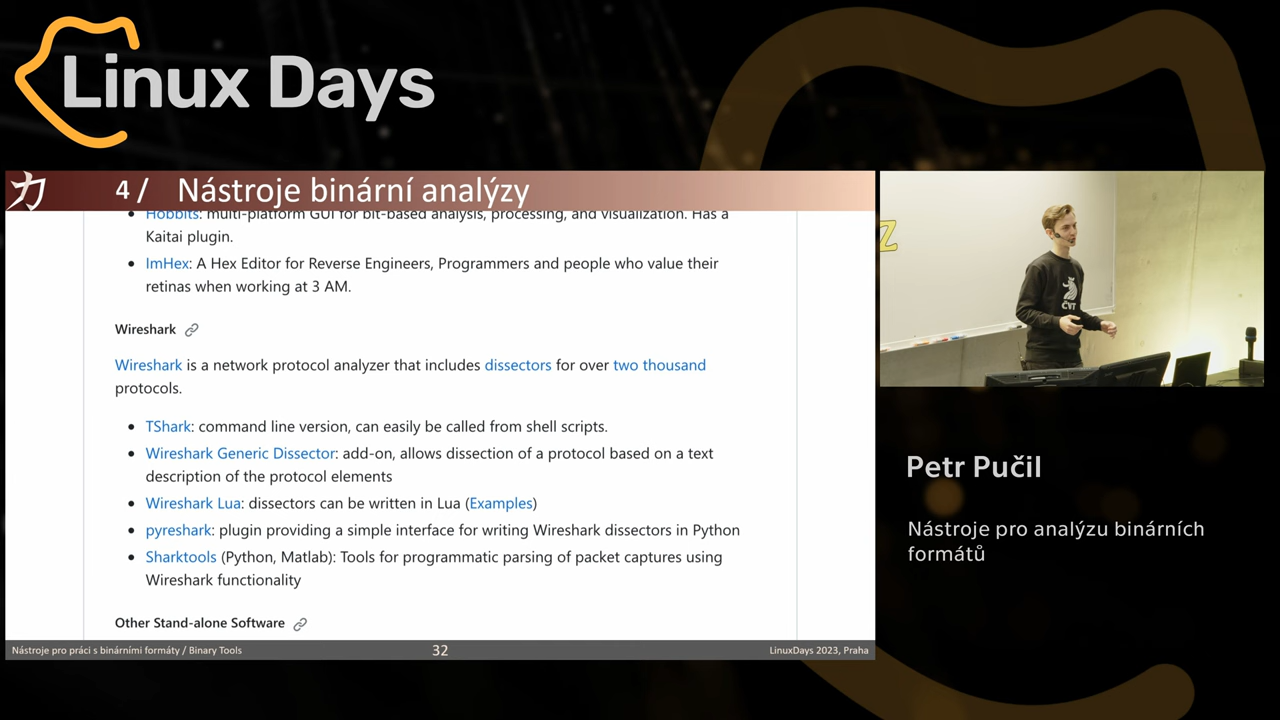 Linux Days
力 4 / Nástroje binární analýzy
Hobbits: multi-platform GUI for bit-based analysis, processing, and visualization. Has a
Kaitai plugin.
ImHex: A Hex Editor for Reverse Engineers, Programmers and people who value their
retinas when working at 3 AM.
Wireshark
Wireshark is a network protocol analyzer that includes dissectors for over two thousand
protocols.
TShark: command line version, can easily be called from shell scripts.
Wireshark Generic Dissector: add-on, allows dissection of a protocol based on a text
description of the protocol elements
Wireshark Lua: dissectors can be written in Lua (Examples)
pyreshark: plugin providing a simple interface for writing Wireshark dissectors in Python
Sharktools (Python, Matlab): Tools for programmatic parsing of packet captures using
Wireshark functionality
Other Stand-alone Software
Nástroje pro práci s binárními formáty / Binary Tools
32
LinuxDays 2023, Praha
Z
ČVT
Petr Pučil
Nástroje pro analýzu binárních
formátů